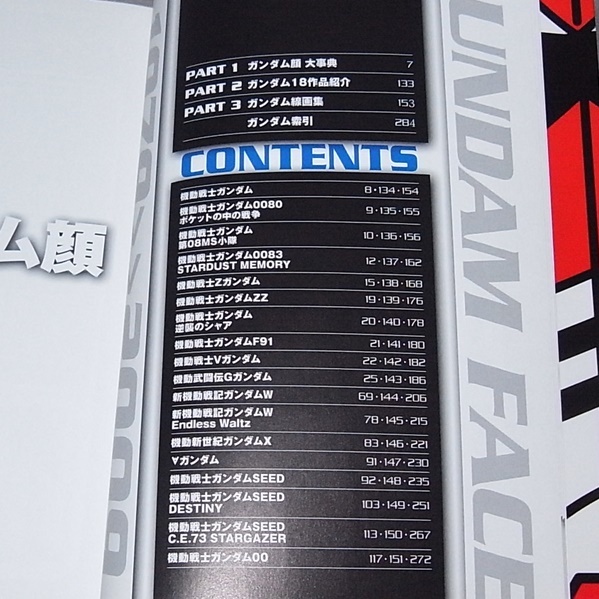 PART 1 ガンダム顔 大事典 7
PART 2 ガンダム18作品紹介 133
PART 3 ガンダム線画集 153
ガンダム索引 284
CONTENTS
機動戦士ガンダム 8・134・154
機動戦士ガンダム0080
ポケットの中の戦争 9・135・155
機動戦士ガンダム
第08MS小隊 10・136・156
機動戦士ガンダム0083
STARDUST MEMORY 12・137・162
機動戦士Zガンダム 15・138・168
機動戦士ガンダムZZ 19・139・176
機動戦士ガンダム
逆襲のシャア 20・140・178
機動戦士ガンダムF91 21・141・180
機動戦士Vガンダム 22・142・182
機動武闘伝Gガンダム 25・143・186
新機動戦記ガンダムW 69・144・206
新機動戦記ガンダムW
Endless Waltz 78・145・215
機動新世紀ガンダムX 83・146・221
∀ガンダム 91・147・230
機動戦士ガンダムSEED 92・148・235
機動戦士ガンダムSEED
DESTINY 103・149・251
機動戦士ガンダムSEED
C.E.73 STARGAZER 113・150・267
機動戦士ガンダム00 117・151・272
ム顔
UNDAM FACE